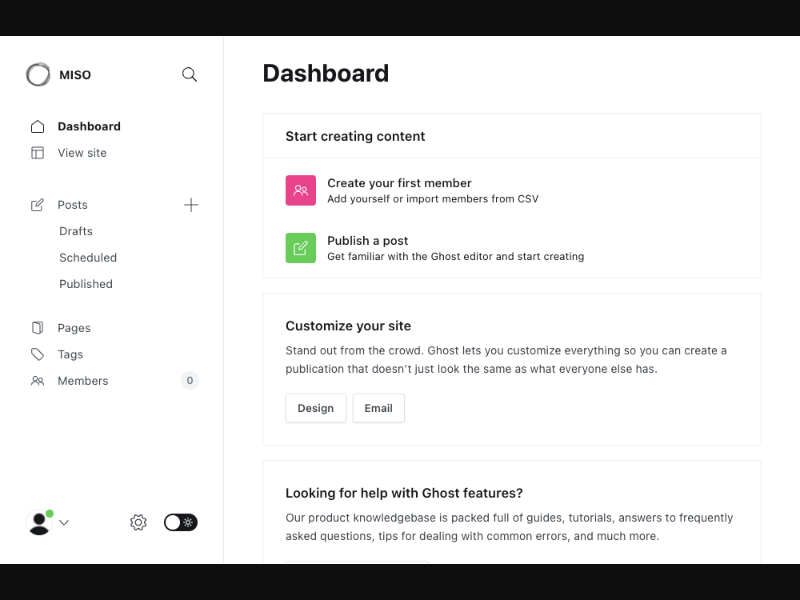 MISO
Dashboard
View site
Posts
Drafts
Scheduled
Published
Pages
Tags
Members 0
Dashboard
Start creating content
Create your first member
Add yourself or import members from CSV
Publish a post
Get familiar with the Ghost editor and start creating
Customize your site
Stand out from the crowd. Ghost lets you customize everything so you can create a
publication that doesn't just look the same as what everyone else has.
Design Email
Looking for help with Ghost features?
Our product knowledgebase is packed full of guides, tutorials, answers to frequently
asked questions, tips for dealing with common errors, and much more.